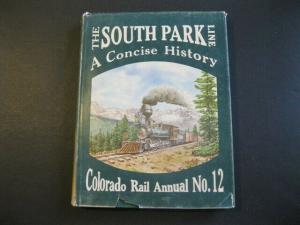 THE SOUTH PARK LINE
A Concise History
Colorado Rail Annual No. 12